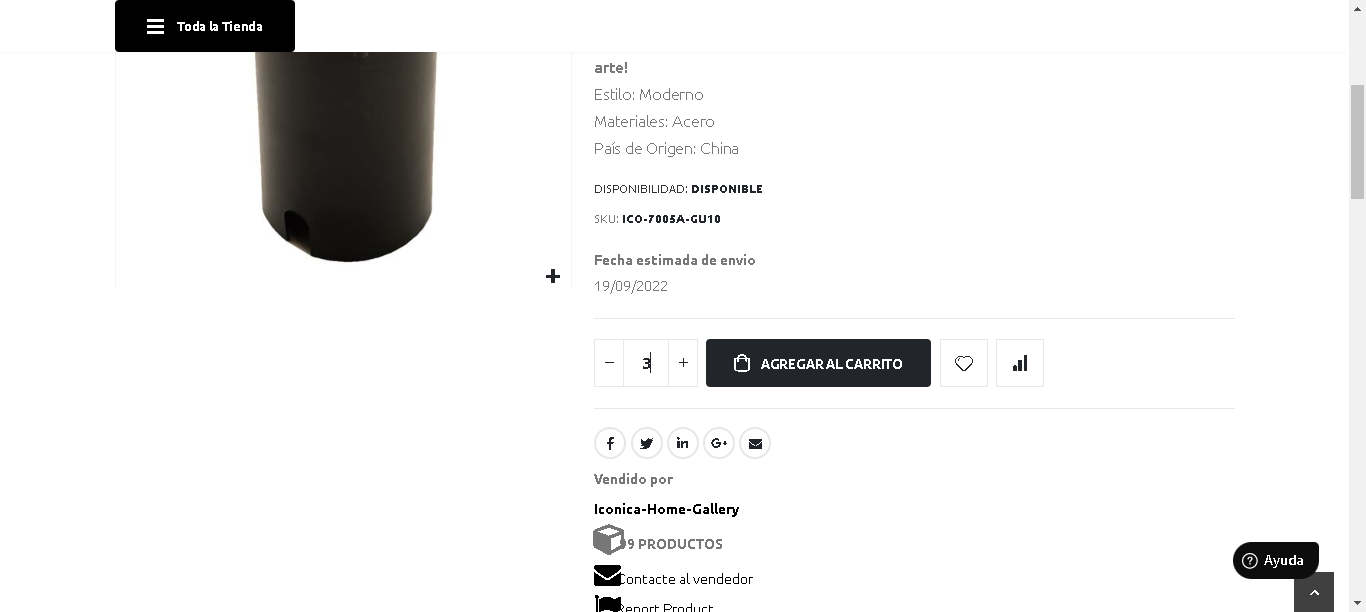 Toda la Tienda
arte!
Estilo: Moderno
Materiales: Acero
País de Origen: China
DISPONIBILIDAD: DISPONIBLE
SKU: ICO-7005A-GU10
Fecha estimada de envio
19/09/2022
− 3 + AGREGAR AL CARRITO
Vendido por
Iconica-Home-Gallery
99 PRODUCTOS
Contacte al vendedor
Report Product
Ayuda